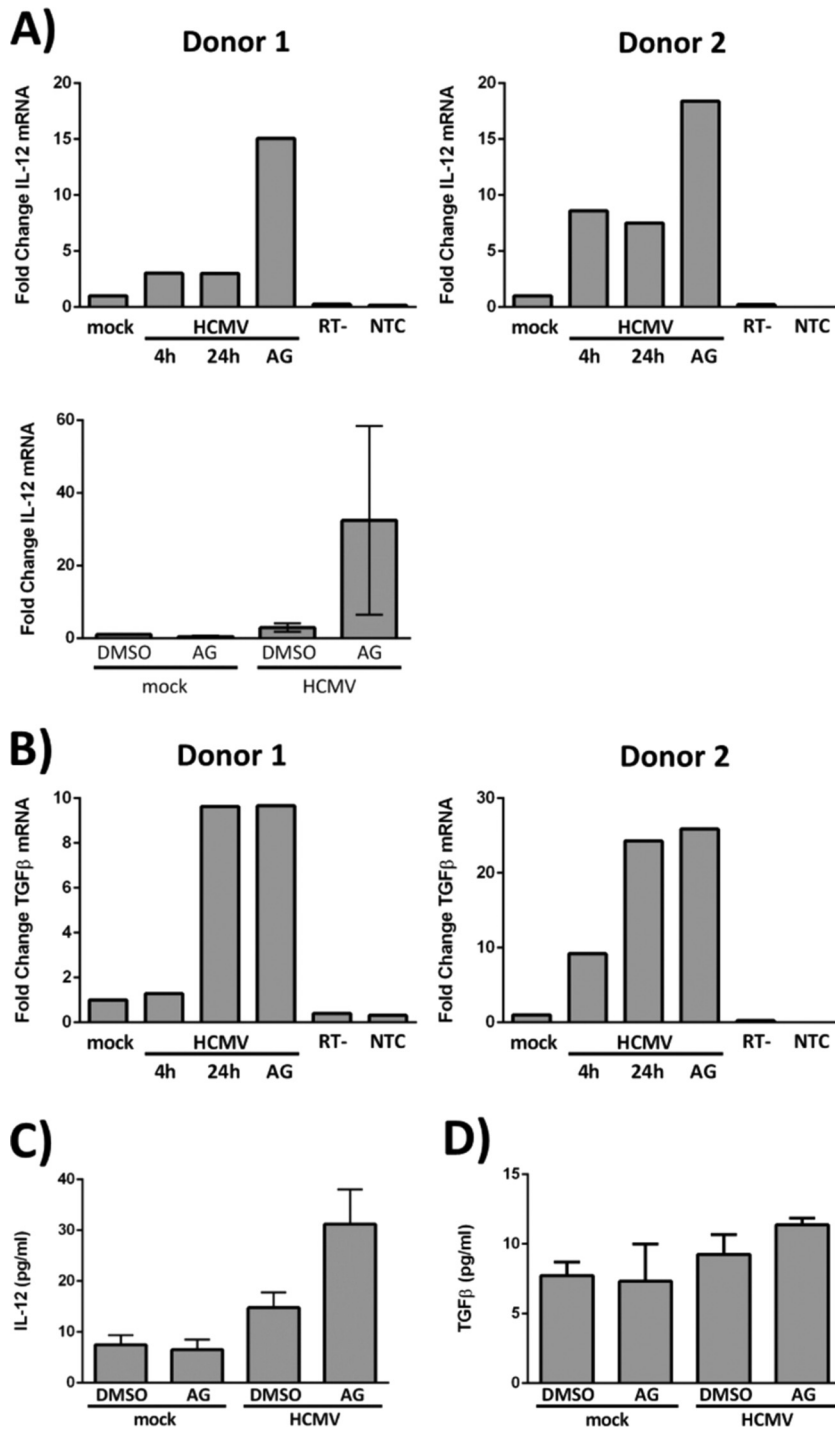 A)
Donor 1
Donor 2
Fold Change IL-12 mRNA
20
15
10
5
0
mock
HCMV
RT-
NTC
4h
24h
AG
Fold Change IL-12 mRNA
20
15
10
5
0
mock
HCMV
RT-
NTC
4h
24h
AG
Fold Change IL-12 mRNA
60
40
20
0
DMSO
AG
DMSO
AG
mock
HCMV
B)
Donor 1
Donor 2
Fold Change TGFβ mRNA
10
8
6
4
2
0
mock
HCMV
RT-
NTC
4h
24h
AG
Fold Change TGFβ mRNA
30
20
10
0
mock
HCMV
RT-
NTC
4h
24h
AG
C)
IL-12 (pg/ml)
40
30
20
10
0
DMSO
AG
DMSO
AG
mock
HCMV
D)
TGFβ (pg/ml)
15
10
5
0
DMSO
AG
DMSO
AG
mock
HCMV